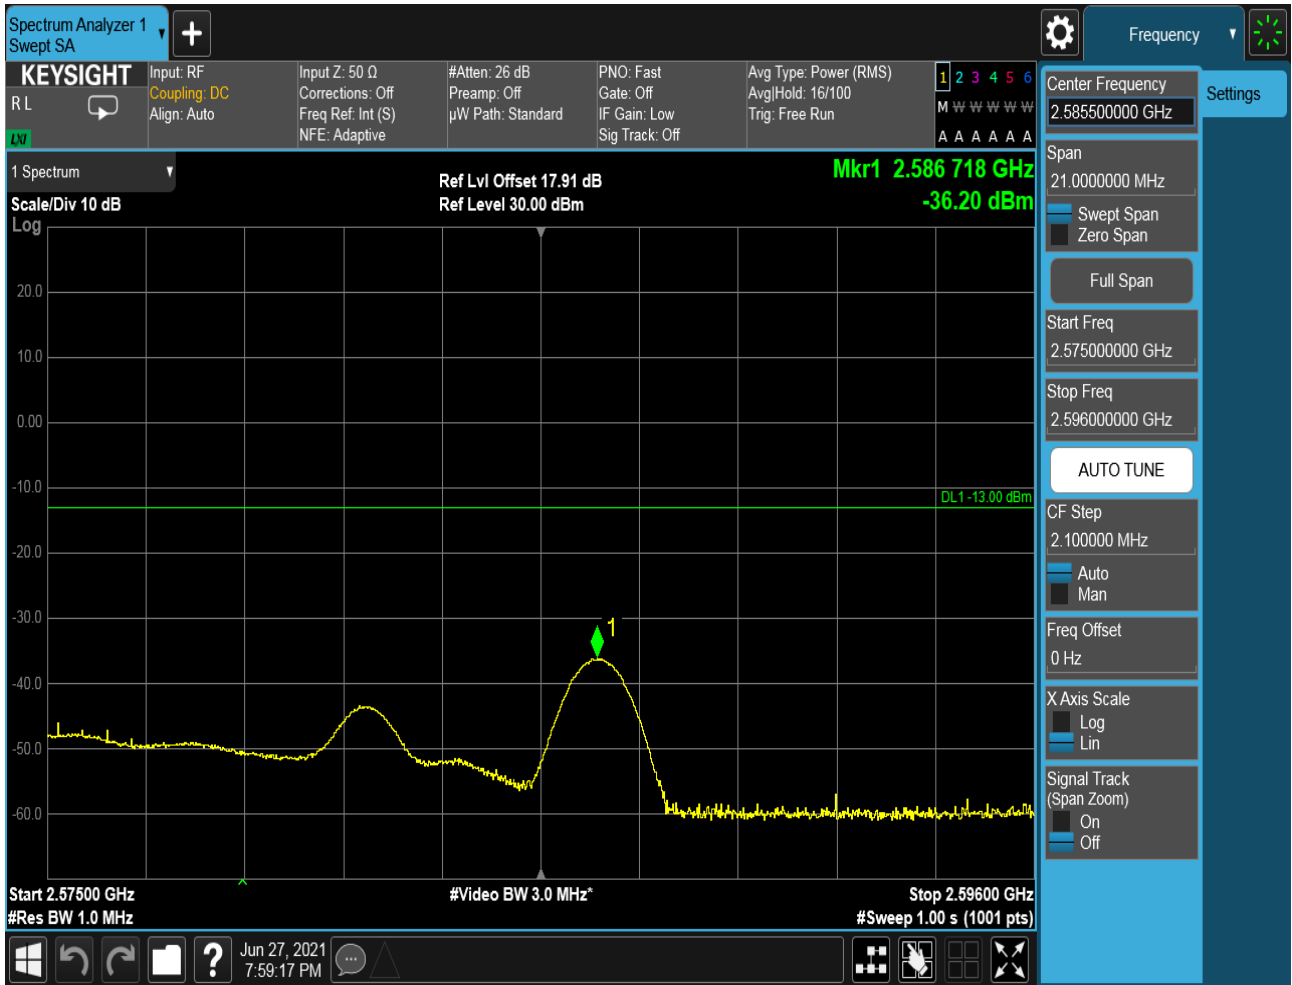 Spectrum Analyzer 1
Swept SA
Frequency
KEYSIGHT
R L
LXI
Input: RF
Coupling: DC
Align: Auto
Input Z: 50 Ω
Corrections: Off
Freq Ref: Int (S)
NFE: Adaptive
#Atten: 26 dB
Preamp: Off
µW Path: Standard
PNO: Fast
Gate: Off
IF Gain: Low
Sig Track: Off
Avg Type: Power (RMS)
Avg|Hold: 16/100
Trig: Free Run
1 2 3 4 5 6
M W W W W W
A A A A A A
1 Spectrum
Scale/Div 10 dB
Log
Ref Lvl Offset 17.91 dB
Ref Level 30.00 dBm
Mkr1 2.586 718 GHz
-36.20 dBm
20.0
10.0
0.00
-10.0
DL1 -13.00 dBm
-20.0
-30.0
1
-40.0
-50.0
-60.0
Start 2.57500 GHz
#Res BW 1.0 MHz
#Video BW 3.0 MHz*
Stop 2.59600 GHz
#Sweep 1.00 s (1001 pts)
?
Jun 27, 2021
7:59:17 PM
Center Frequency
2.585500000 GHz
Settings
Span
21.0000000 MHz
Swept Span
Zero Span
Full Span
Start Freq
2.575000000 GHz
Stop Freq
2.596000000 GHz
AUTO TUNE
CF Step
2.100000 MHz
Auto
Man
Freq Offset
0 Hz
X Axis Scale
Log
Lin
Signal Track
(Span Zoom)
On
Off